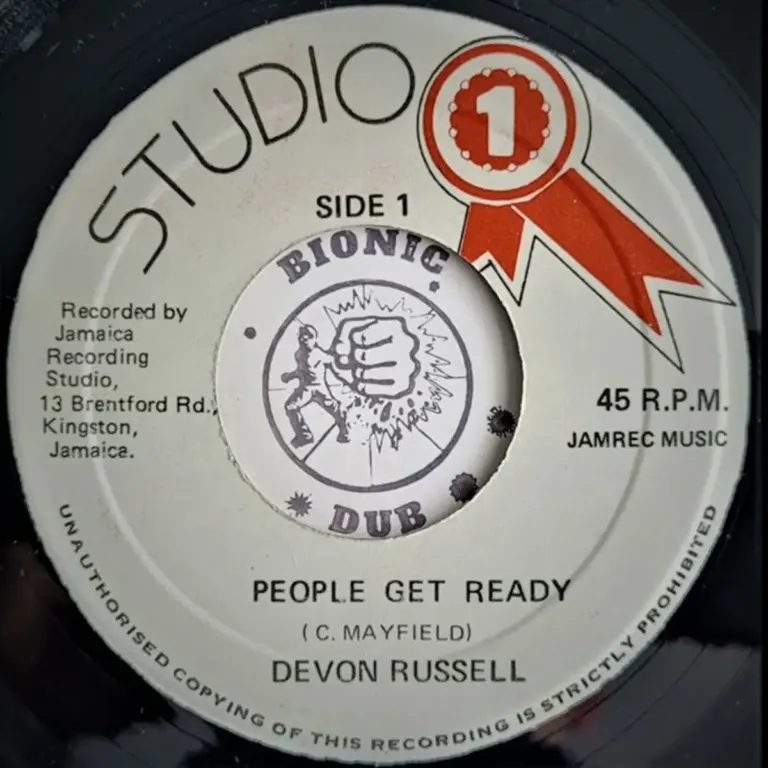 STUDIO
1
SIDE 1
BIONIC
DUB
Recorded by
Jamaica
Recording
Studio,
13 Brentford Rd.,
Kingston,
Jamaica.
45 R.P.M.
JAMREC MUSIC
PEOPLE GET READY
(C. MAYFIELD)
DEVON RUSSELL
UNAUTHORISED COPYING OF THIS RECORDING IS STRICTLY PROHIBITED